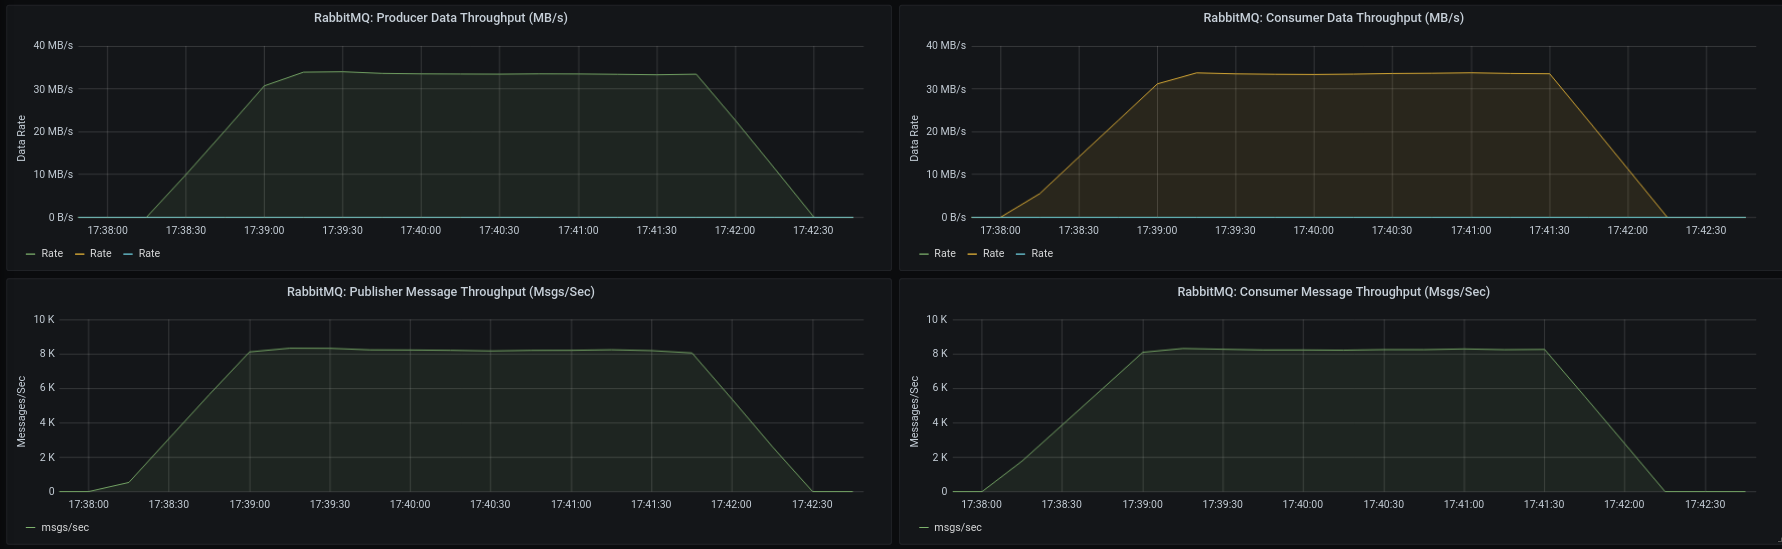 RabbitMQ: Producer Data Throughput (MB/s)
40 MB/s
30 MB/s
20 MB/s
10 MB/s
0 B/s
Data Rate
17:38:00 17:38:30 17:39:00 17:39:30 17:40:00 17:40:30 17:41:00 17:41:30 17:42:00 17:42:30
Rate Rate Rate
RabbitMQ: Consumer Data Throughput (MB/s)
40 MB/s
30 MB/s
20 MB/s
10 MB/s
0 B/s
Data Rate
17:38:00 17:38:30 17:39:00 17:39:30 17:40:00 17:40:30 17:41:00 17:41:30 17:42:00 17:42:30
Rate Rate Rate
RabbitMQ: Publisher Message Throughput (Msgs/Sec)
10 K
8 K
6 K
4 K
2 K
0
Messages/Sec
17:38:00 17:38:30 17:39:00 17:39:30 17:40:00 17:40:30 17:41:00 17:41:30 17:42:00 17:42:30
msgs/sec
RabbitMQ: Consumer Message Throughput (Msgs/Sec)
10 K
8 K
6 K
4 K
2 K
0
Messages/Sec
17:38:00 17:38:30 17:39:00 17:39:30 17:40:00 17:40:30 17:41:00 17:41:30 17:42:00 17:42:30
msgs/sec